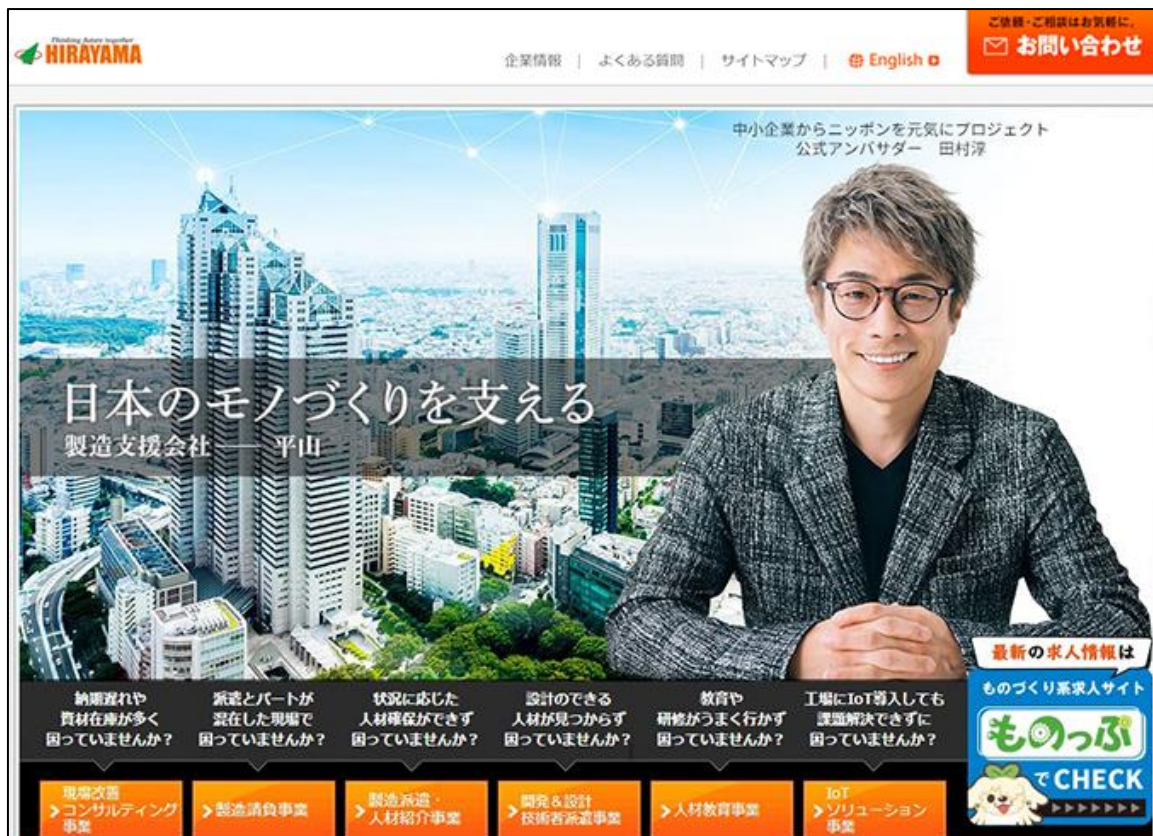 Thinking future together
HIRAYAMA
企業情報 | よくある質問 | サイトマップ | English
ご依頼・ご相談はお気軽に。
お問い合わせ
中小企業からニッポンを元気にプロジェクト
公式アンバサダー 田村淳
日本のモノづくりを支える
製造支援会社── 平山
納期遅れや
資材在庫が多く
困っていませんか？
派遣とパートが
混在した現場で
困っていませんか？
状況に応じた
人材確保ができず
困っていませんか？
設計のできる
人材が見つからず
困っていませんか？
教育や
研修がうまく行かず
困っていませんか？
工場にIoT導入しても
課題解決できずに
困っていませんか？
現場改善
コンサルティング
事業
製造請負事業
製造派遣・
人材紹介事業
開発＆設計
技術者派遣事業
人材教育事業
IoT
ソリューション
事業
最新の求人情報は
ものづくり系求人サイト
ものっぷ
でCHECK